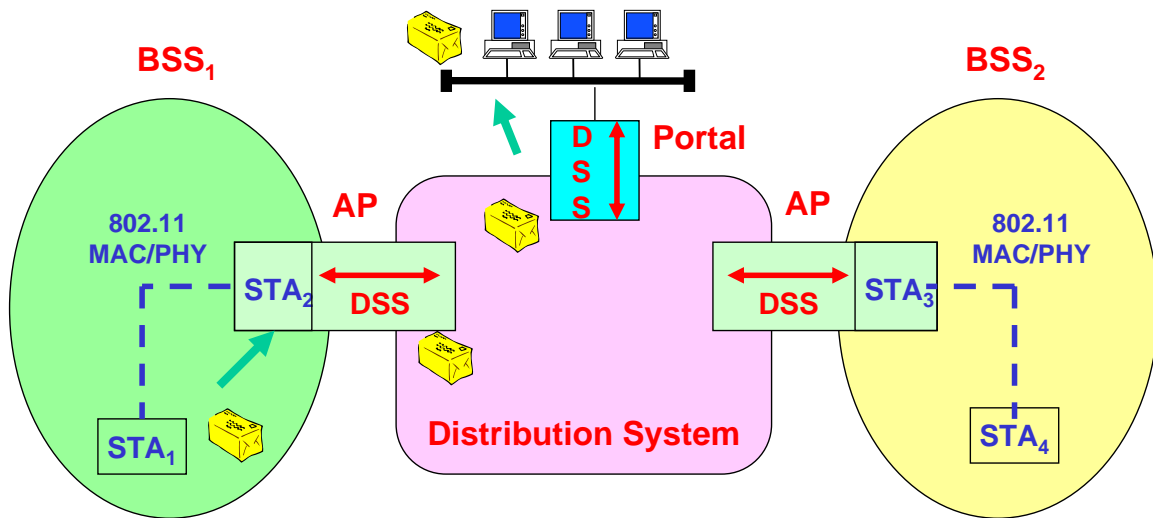 BSS₁
BSS₂
D
S
S
Portal
AP
AP
802.11
MAC/PHY
802.11
MAC/PHY
STA₂
DSS
DSS
STA₃
Distribution System
STA₁
STA₄